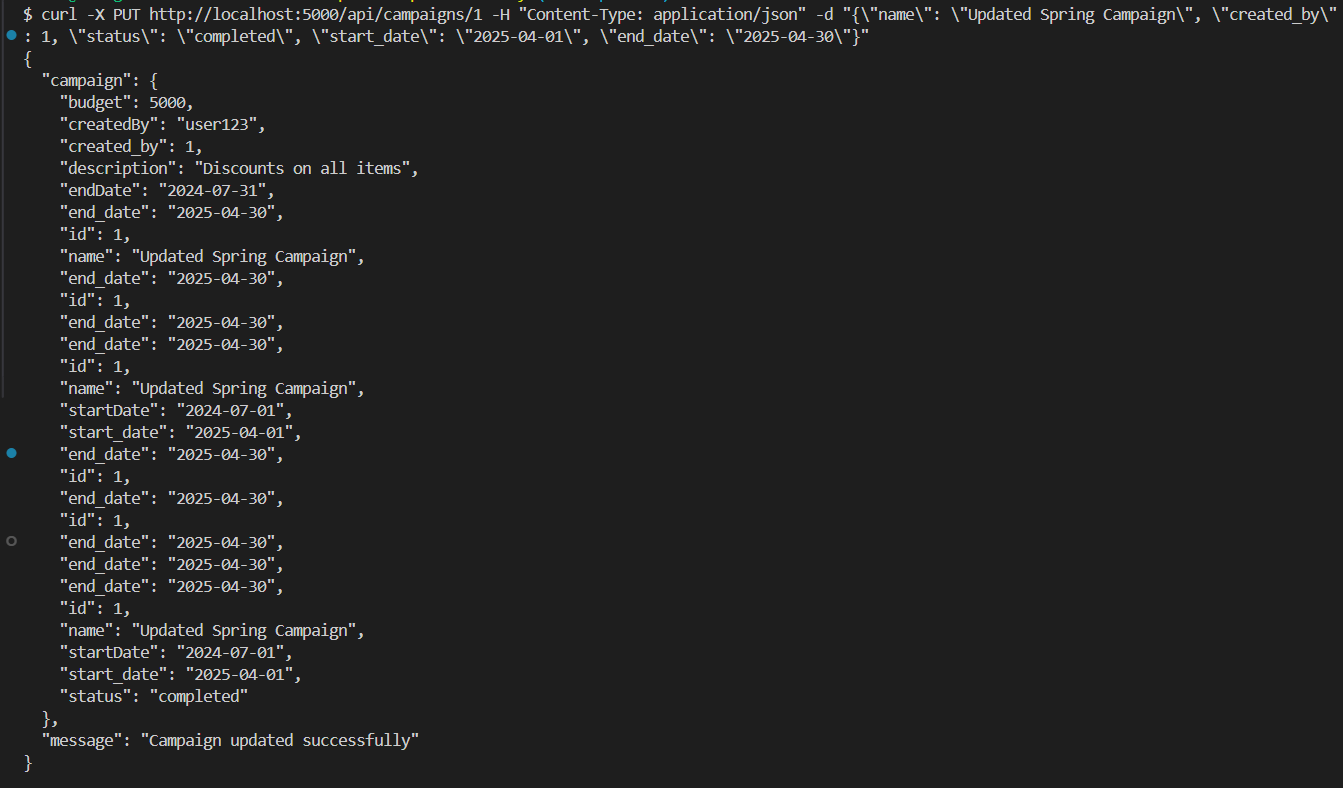 $ curl -X PUT http://localhost:5000/api/campaigns/1 -H "Content-Type: application/json" -d "{\"name\": \"Updated Spring Campaign\", \"created_by\"
: 1, \"status\": \"completed\", \"start_date\": \"2025-04-01\", \"end_date\": \"2025-04-30\"}"
{
  "campaign": {
    "budget": 5000,
    "createdBy": "user123",
    "created_by": 1,
    "description": "Discounts on all items",
    "endDate": "2024-07-31",
    "end_date": "2025-04-30",
    "id": 1,
    "name": "Updated Spring Campaign",
    "end_date": "2025-04-30",
    "id": 1,
    "end_date": "2025-04-30",
    "end_date": "2025-04-30",
    "id": 1,
    "name": "Updated Spring Campaign",
    "startDate": "2024-07-01",
    "start_date": "2025-04-01",
    "end_date": "2025-04-30",
    "id": 1,
    "end_date": "2025-04-30",
    "id": 1,
    "end_date": "2025-04-30",
    "end_date": "2025-04-30",
    "end_date": "2025-04-30",
    "id": 1,
    "name": "Updated Spring Campaign",
    "startDate": "2024-07-01",
    "start_date": "2025-04-01",
    "status": "completed"
  },
  "message": "Campaign updated successfully"
}